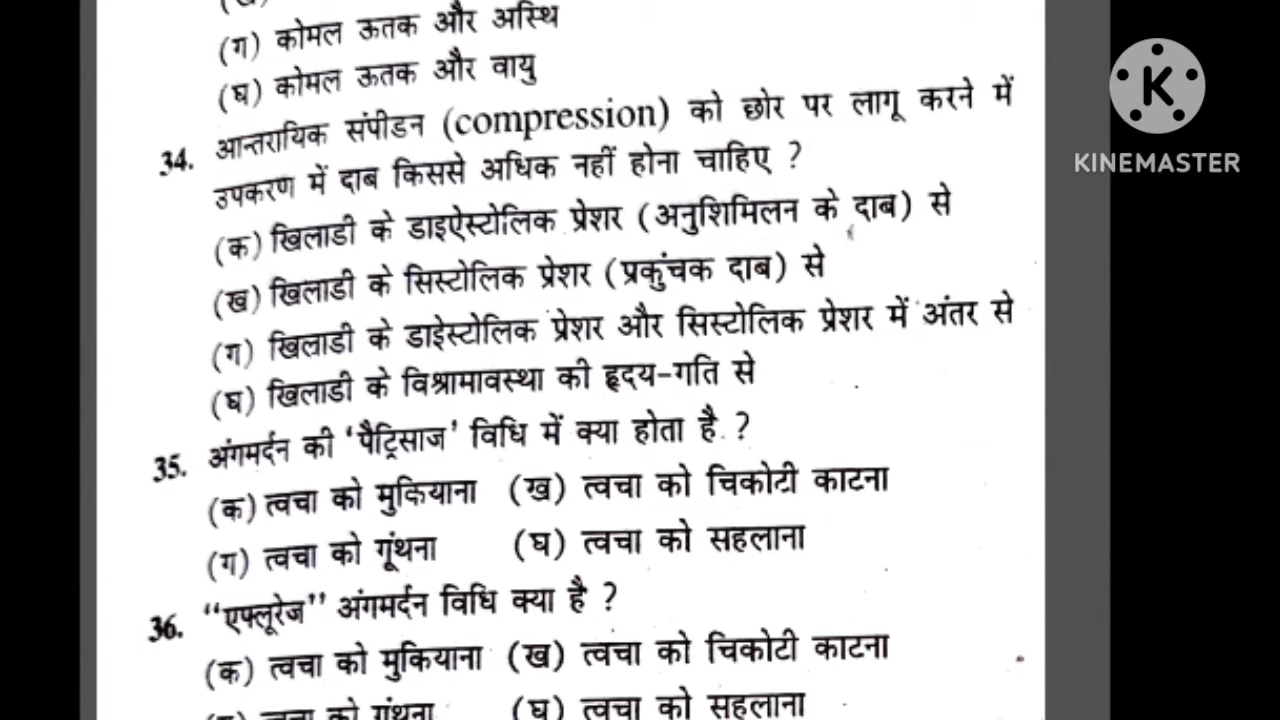 (ग) कोमल ऊतक और अस्थि
(घ) कोमल ऊतक और वायु
34. आन्तरायिक संपीडन (compression) को छोर पर लागू करने में
उपकरण में दाब किससे अधिक नहीं होना चाहिए ?
(क) खिलाडी के डाइऐस्टोलिक प्रेशर (अनुशिमिलन के दाब) से
(ख) खिलाडी के सिस्टोलिक प्रेशर (प्रकुंचक दाब) से
(ग) खिलाडी के डाईस्टोलिक प्रेशर और सिस्टोलिक प्रेशर में अंतर से
(घ) खिलाडी के विश्रामावस्था की हृदय-गति से
35. अंगमर्दन की 'पैट्रिसाज' विधि में क्या होता है ?
(क) त्वचा को मुकियाना (ख) त्वचा को चिकोटी काटना
(ग) त्वचा को गूंथना (घ) त्वचा को सहलाना
36. “एफ्लूरेज” अंगमर्दन विधि क्या है ?
(क) त्वचा को मुकियाना (ख) त्वचा को चिकोटी काटना
को गूंथना (घ) त्वचा को सहलाना
K
KINEMASTER